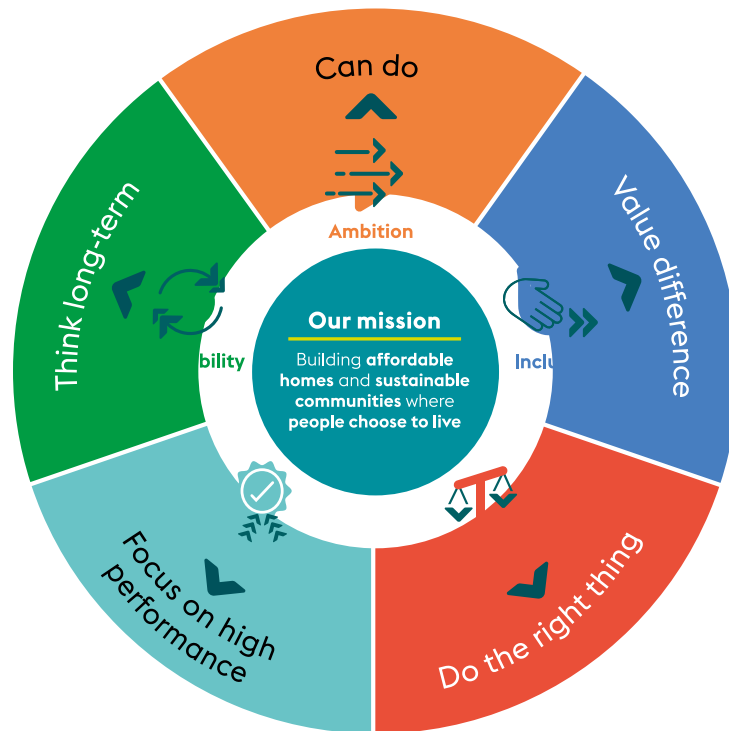 Can do
Ambition
Value difference
Inclu
Think long-term
bility
Our mission
Building affordable
homes and sustainable
communities where
people choose to live
Focus on high
performance
Do the right thing